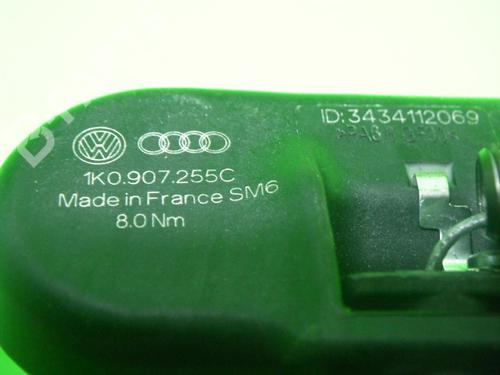 ID:3434112069
1K0.907.255C
Made in France SM6
8.0 Nm